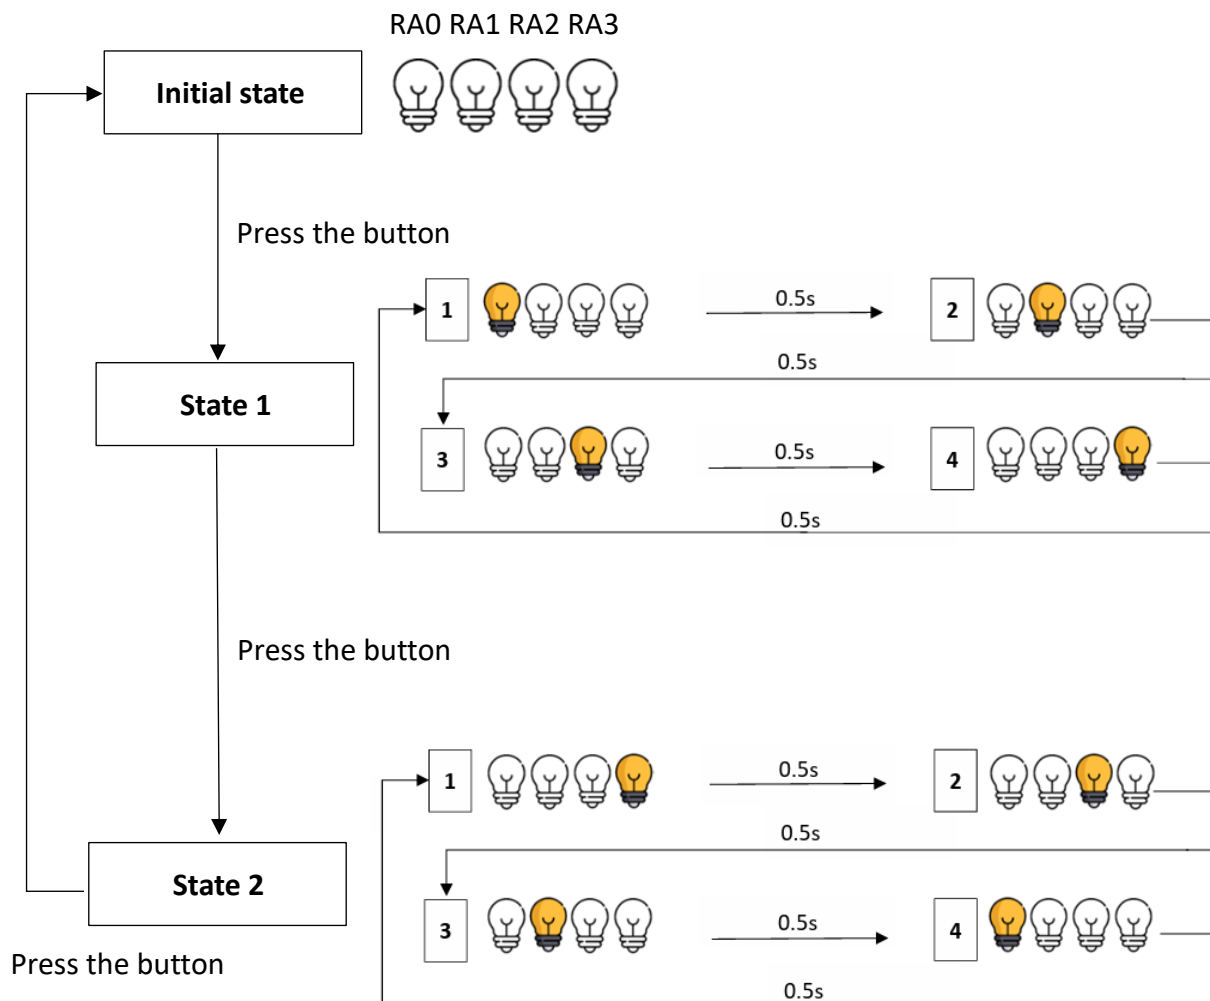 RA0 RA1 RA2 RA3
Initial state
Press the button
1
0.5s
2
0.5s
State 1
3
0.5s
4
0.5s
Press the button
1
0.5s
2
0.5s
State 2
3
0.5s
4
Press the button
0.5s